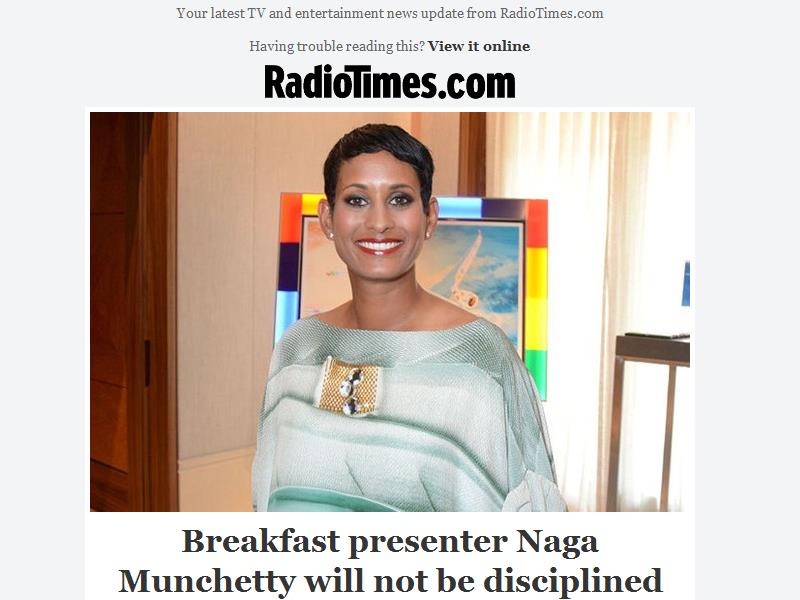 Your latest TV and entertainment news update from RadioTimes.com
Having trouble reading this? View it online
RadioTimes.com
Breakfast presenter Naga
Munchetty will not be disciplined